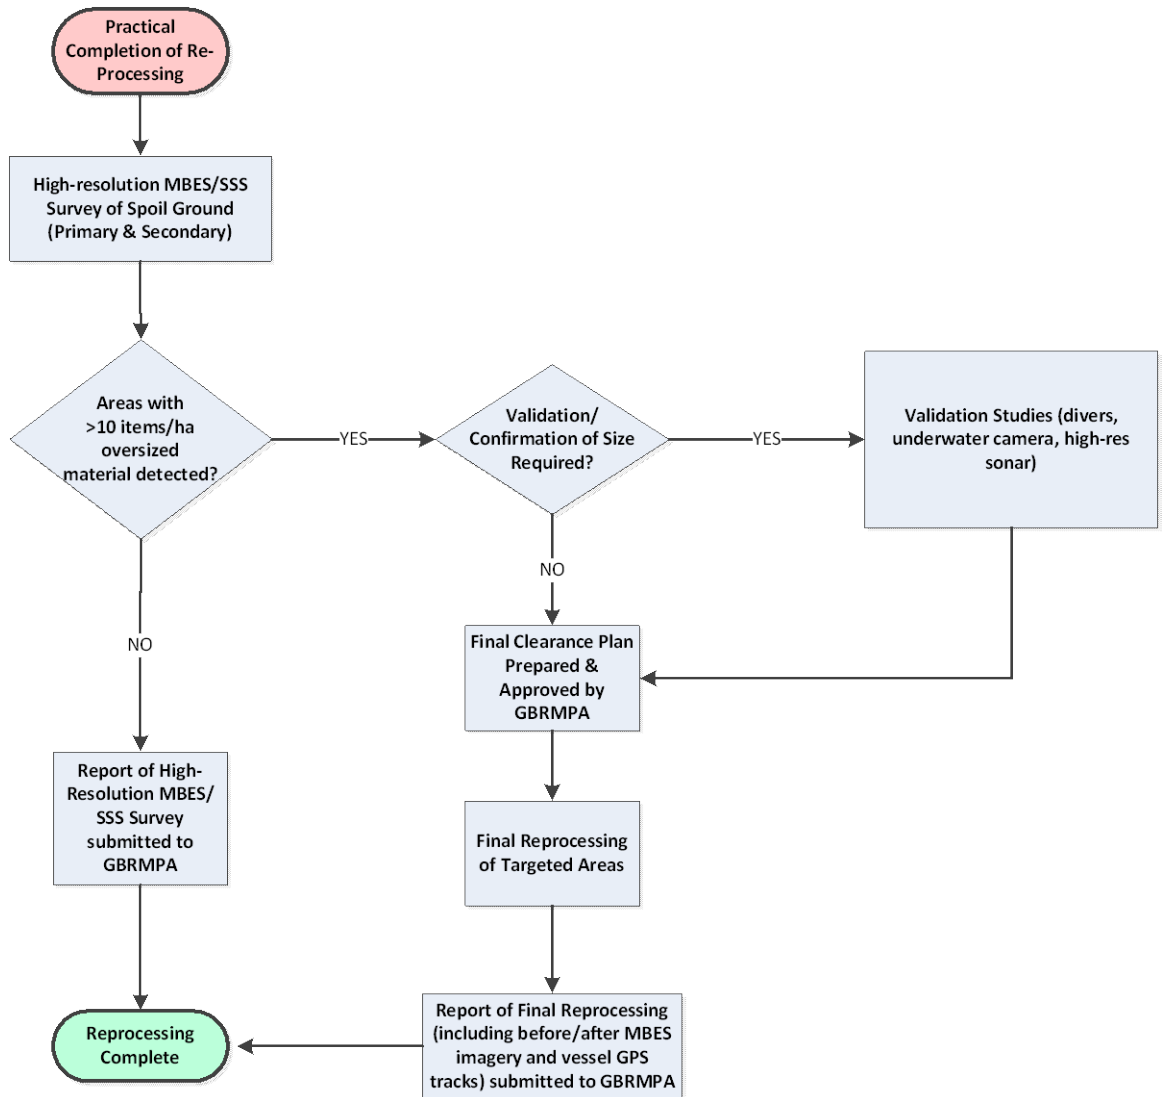 Practical
Completion of Re-
Processing
High-resolution MBES/SSS
Survey of Spoil Ground
(Primary & Secondary)
Areas with
>10 items/ha
oversized
material detected?
YES
Validation/
Confirmation of Size
Required?
YES
Validation Studies (divers,
underwater camera, high-res
sonar)
NO
NO
Final Clearance Plan
Prepared &
Approved by
GBRMPA
Report of High-
Resolution MBES/
SSS Survey
submitted to
GBRMPA
Final Reprocessing
of Targeted Areas
Report of Final Reprocessing
(including before/after MBES
imagery and vessel GPS
tracks) submitted to GBRMPA
Reprocessing
Complete